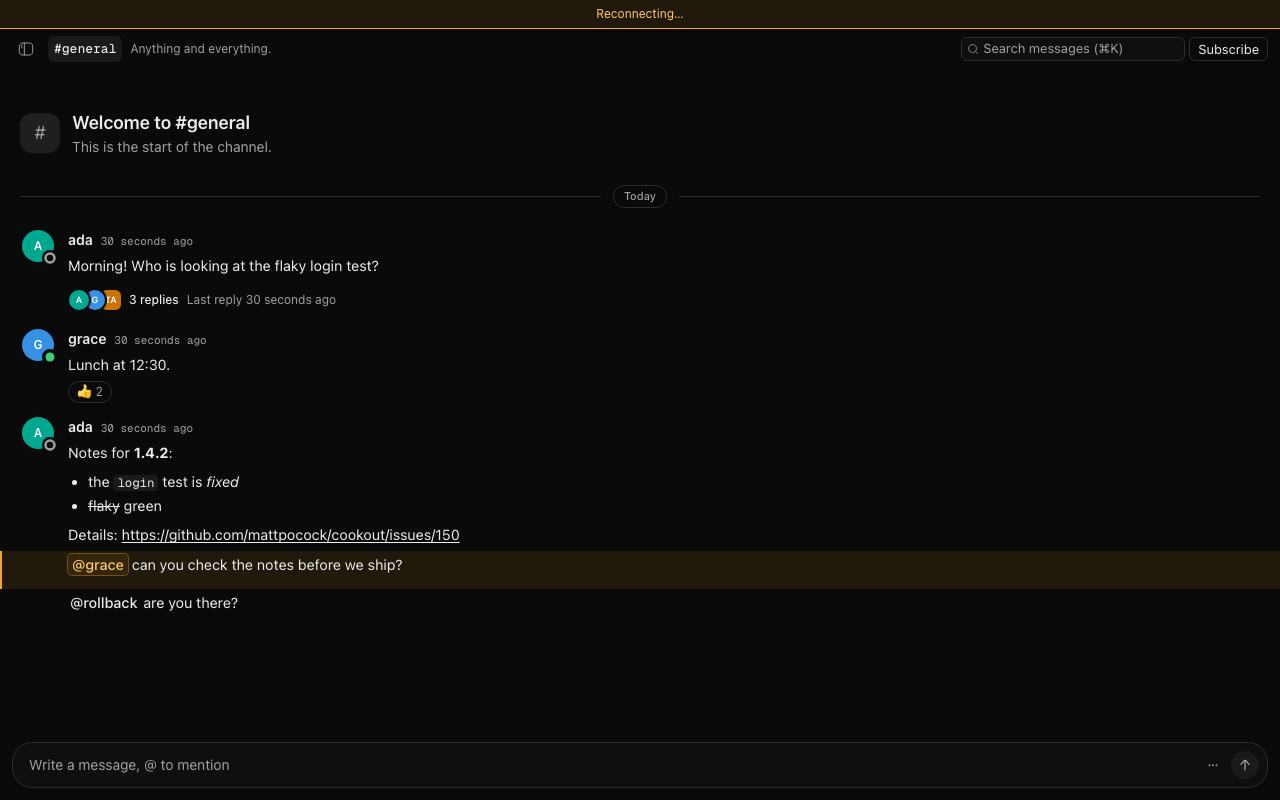 Reconnecting…
#general Anything and everything. Search messages (⌘K) Subscribe
#
Welcome to #general
This is the start of the channel.
Today
A ada 30 seconds ago
Morning! Who is looking at the flaky login test?
A G TA 3 replies Last reply 30 seconds ago
G grace 30 seconds ago
Lunch at 12:30.
👍 2
A ada 30 seconds ago
Notes for 1.4.2:
• the login test is fixed
• flaky green
Details: https://github.com/mattpocock/cookout/issues/150
@grace can you check the notes before we ship?
@rollback are you there?
Write a message, @ to mention